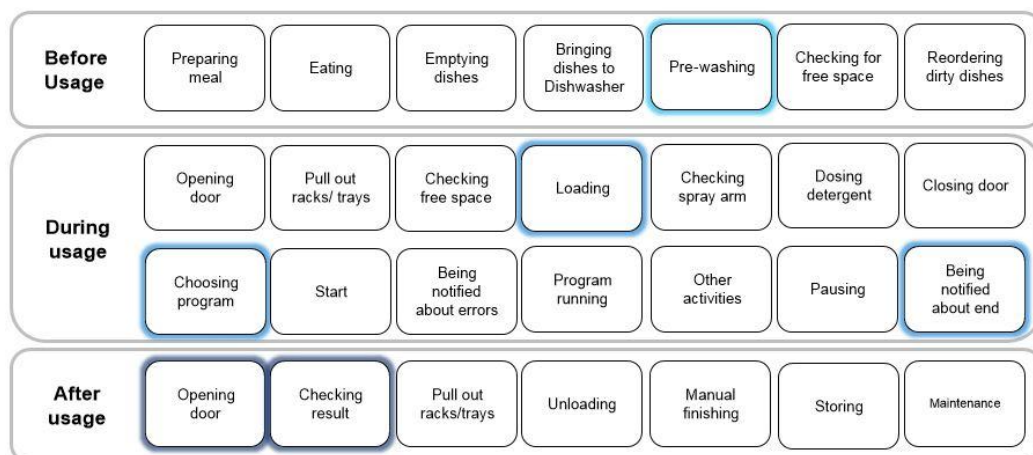 Before
Usage
Preparing
meal
Eating
Emptying
dishes
Bringing
dishes to
Dishwasher
Pre-washing
Checking for
free space
Reordering
dirty dishes
During
usage
Opening
door
Pull out
racks/ trays
Checking
free space
Loading
Checking
spray arm
Dosing
detergent
Closing door
Choosing
program
Start
Being
notified
about errors
Program
running
Other
activities
Pausing
Being
notified
about end
After
usage
Opening
door
Checking
result
Pull out
racks/trays
Unloading
Manual
finishing
Storing
Maintenance